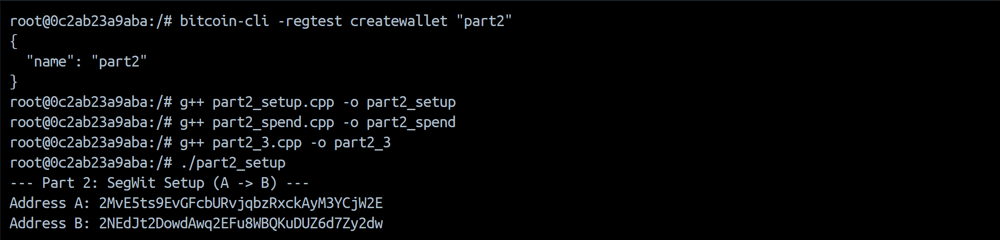 root@0c2ab23a9aba:/# bitcoin-cli -regtest createwallet "part2"
{
  "name": "part2"
}
root@0c2ab23a9aba:/# g++ part2_setup.cpp -o part2_setup
root@0c2ab23a9aba:/# g++ part2_spend.cpp -o part2_spend
root@0c2ab23a9aba:/# g++ part2_3.cpp -o part2_3
root@0c2ab23a9aba:/# ./part2_setup
--- Part 2: SegWit Setup (A -> B) ---
Address A: 2MvE5ts9EvGFcbURvjqbzRxckAyM3YCjW2E
Address B: 2NEdJt2DowdAwq2EFu8WBQKuDUZ6d7Zy2dw